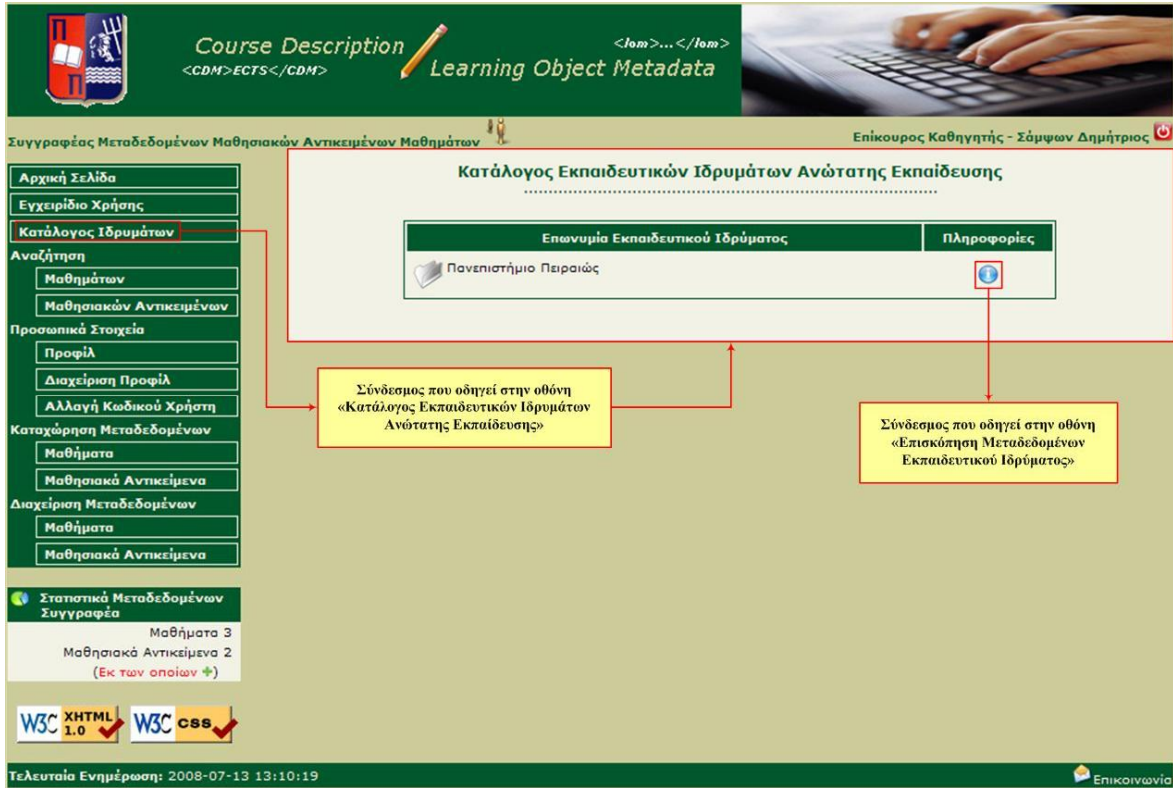 Π
Π
Course Description
<CDM>ECTS</CDM>
<lom>...</lom>
Learning Object Metadata
Συγγραφέας Μεταδεδομένων Μαθησιακών Αντικειμένων Μαθημάτων
Επίκουρος Καθηγητής - Σάμψων Δημήτριος
Αρχική Σελίδα
Εγχειρίδιο Χρήσης
Κατάλογος Ιδρυμάτων
Αναζήτηση
Μαθημάτων
Μαθησιακών Αντικειμένων
Προσωπικά Στοιχεία
Προφίλ
Διαχείριση Προφίλ
Αλλαγή Κωδικού Χρήστη
Καταχώρηση Μεταδεδομένων
Μαθήματα
Μαθησιακά Αντικείμενα
Διαχείριση Μεταδεδομένων
Μαθήματα
Μαθησιακά Αντικείμενα
Στατιστικά Μεταδεδομένων
Συγγραφέα
Μαθήματα 3
Μαθησιακά Αντικείμενα 2
(Εκ των οποίων +)
W3C XHTML 1.0
W3C css
Κατάλογος Εκπαιδευτικών Ιδρυμάτων Ανώτατης Εκπαίδευσης
Επωνυμία Εκπαιδευτικού Ιδρύματος
Πληροφορίες
Πανεπιστήμιο Πειραιώς
Σύνδεσμος που οδηγεί στην οθόνη
«Κατάλογος Εκπαιδευτικών Ιδρυμάτων
Ανώτατης Εκπαίδευσης»
Σύνδεσμος που οδηγεί στην οθόνη
«Επισκόπηση Μεταδεδομένων
Εκπαιδευτικού Ιδρύματος»
Τελευταία Ενημέρωση: 2008-07-13 13:10:19
Επικοινωνία